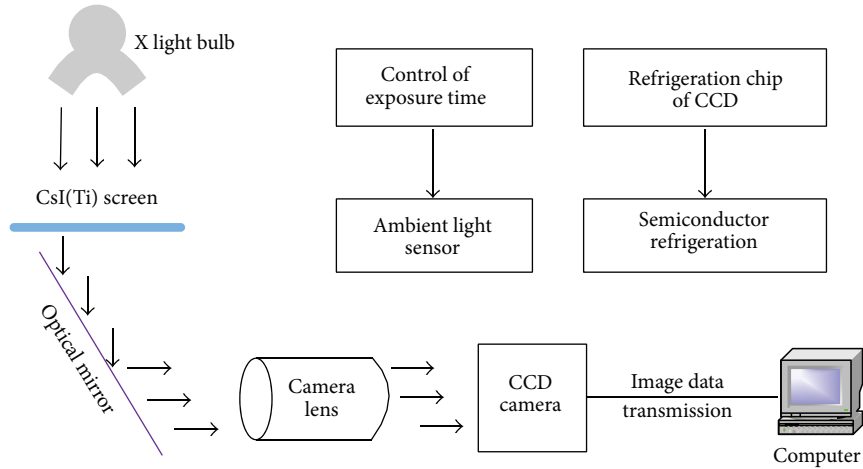 X light bulb
Control of
exposure time
Refrigeration chip
of CCD
CsI(Ti) screen
Ambient light
sensor
Semiconductor
refrigeration
Optical mirror
Camera
lens
CCD
camera
Image data
transmission
Computer